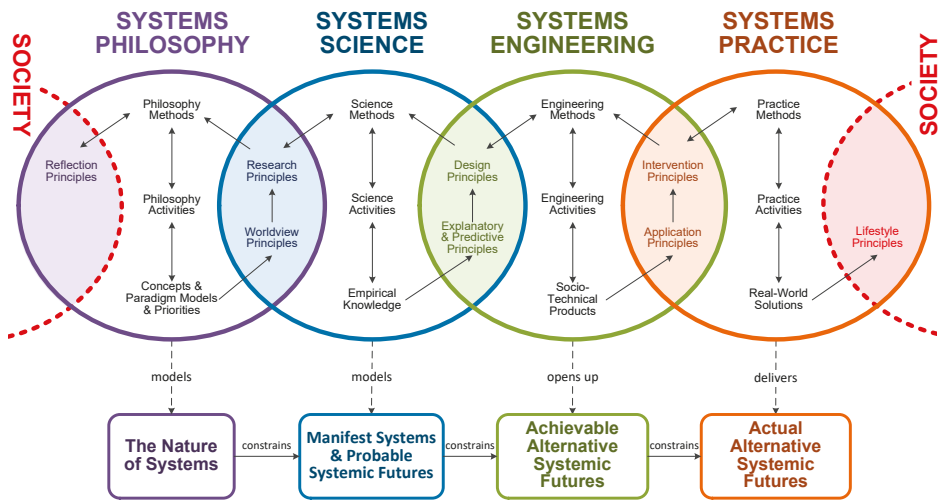 SYSTEMS
PHILOSOPHY
SYSTEMS
SCIENCE
SYSTEMS
ENGINEERING
SYSTEMS
PRACTICE
SOCIETY
SOCIETY
Philosophy
Methods
Science
Methods
Engineering
Methods
Practice
Methods
Reflection
Principles
Research
Principles
Design
Principles
Intervention
Principles
Philosophy
Activities
Science
Activities
Engineering
Activities
Practice
Activities
Worldview
Principles
Explanatory
& Predictive
Principles
Application
Principles
Lifestyle
Principles
Concepts &
Paradigm Models
& Priorities
Empirical
Knowledge
Socio-
Technical
Products
Real-World
Solutions
models
models
opens up
delivers
The Nature
of Systems
constrains
Manifest Systems
& Probable
Systemic Futures
constrains
Achievable
Alternative
Systemic
Futures
constrains
Actual
Alternative
Systemic
Futures